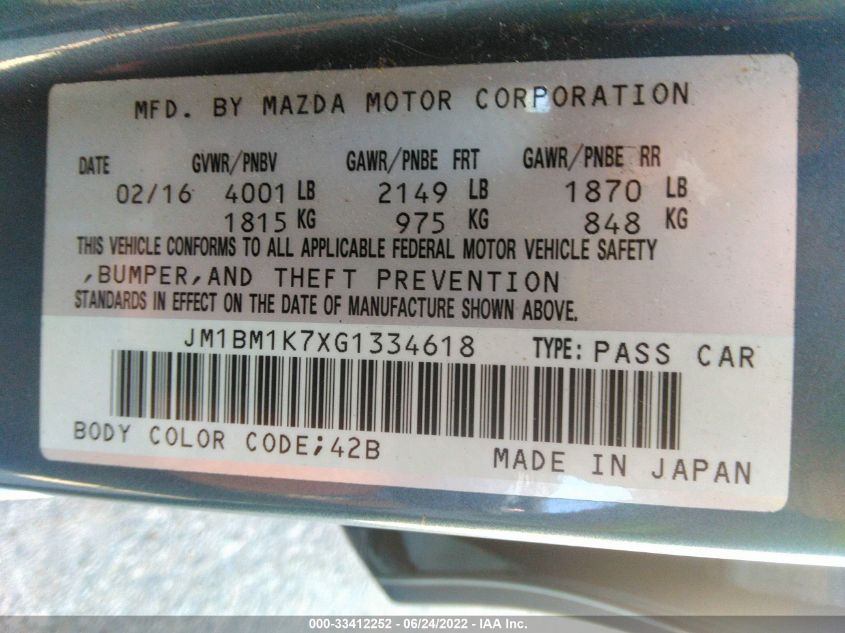 MFD. BY MAZDA MOTOR CORPORATION
DATE GVWR/PNBV GAWR/PNBE FRT GAWR/PNBE RR
02/16 4001 LB 2149 LB 1870 LB
1815 KG 975 KG 848 KG
THIS VEHICLE CONFORMS TO ALL APPLICABLE FEDERAL MOTOR VEHICLE SAFETY
,BUMPER,AND THEFT PREVENTION
STANDARDS IN EFFECT ON THE DATE OF MANUFACTURE SHOWN ABOVE.
JM1BM1K7XG1334618 TYPE: PASS CAR
BODY COLOR CODE;42B
MADE IN JAPAN
000-33412252 - 06/24/2022 - IAA Inc.